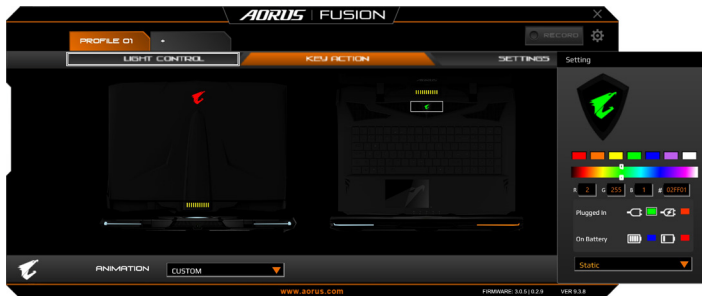 AORUS | FUSION
PROFILE 01
RECORD
LIGHT CONTROL
KEY ACTION
SETTINGS
Setting
R 2 G 255 B 1 # 02FF01
Plugged In
On Battery
Static
ANIMATION CUSTOM
www.aorus.com
FIRMWARE: 3.0.5 | 0.2.9 VER 9.3.8